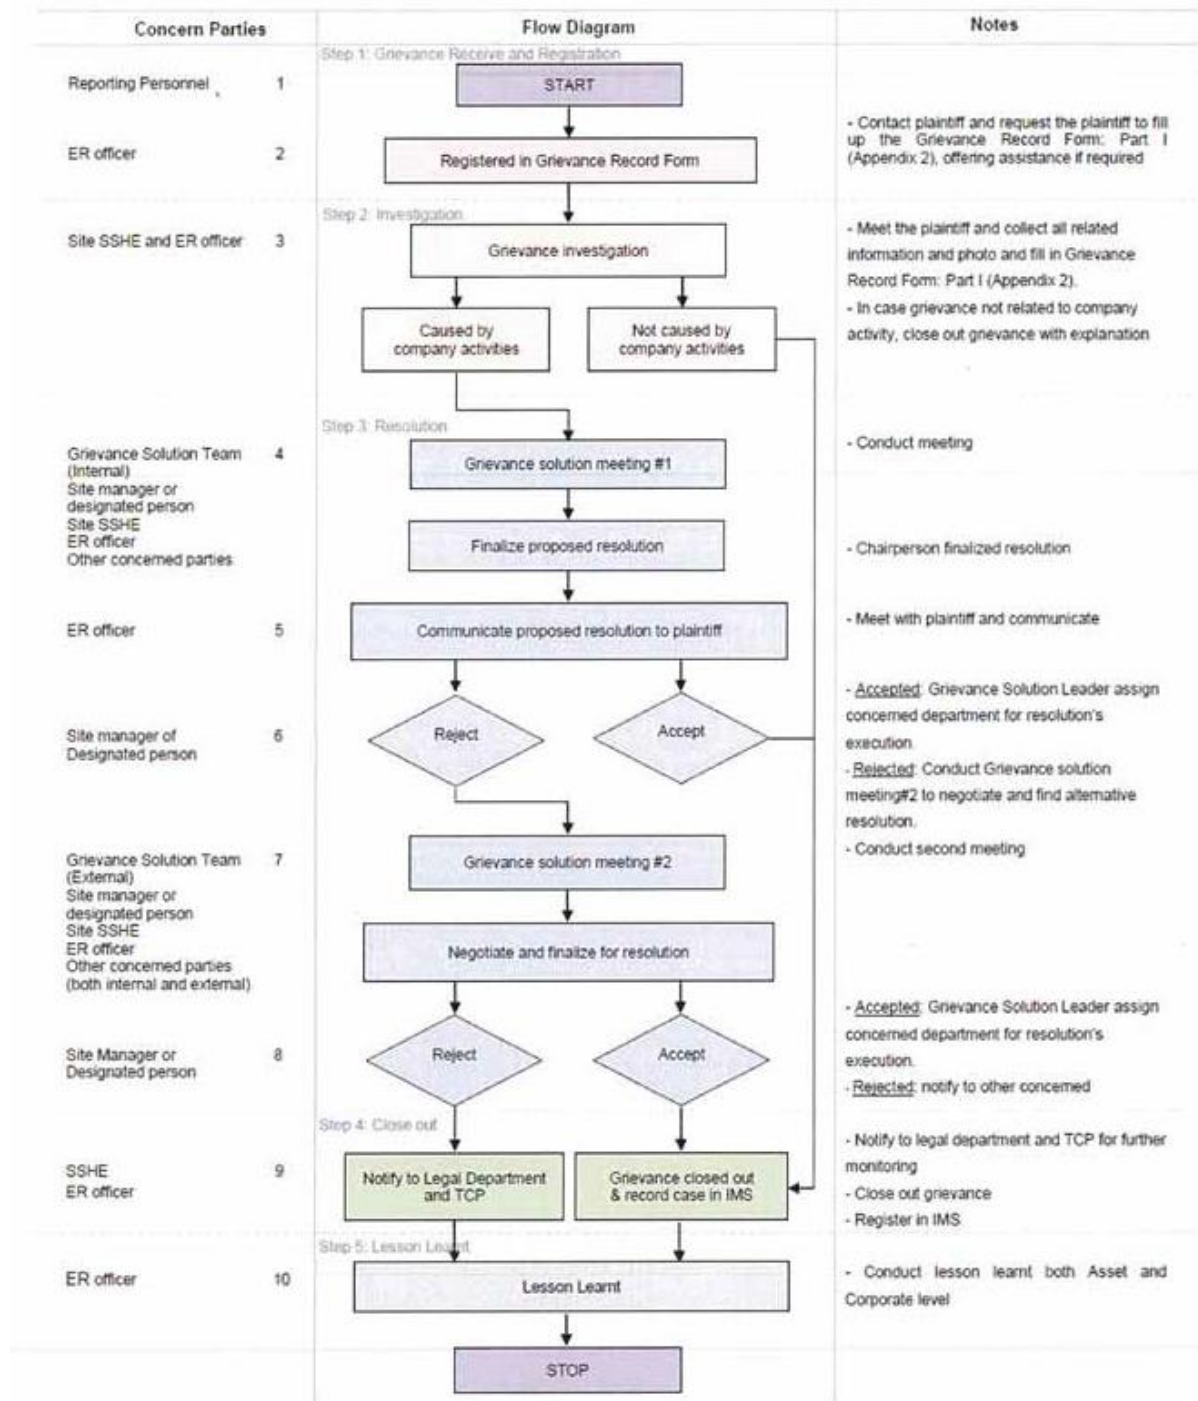 Concern Parties
Flow Diagram
Notes
Step 1: Grievance Receive and Registration
Reporting Personnel 1
START
ER officer 2
Registered in Grievance Record Form
- Contact plaintiff and request the plaintiff to fill
up the Grievance Record Form: Part I
(Appendix 2), offering assistance if required
Step 2: Investigation
Site SSHE and ER officer 3
Grievance investigation
- Meet the plaintiff and collect all related
information and photo and fill in Grievance
Record Form: Part I (Appendix 2).
- In case grievance not related to company
activity, close out grievance with explanation
Caused by
company activities
Not caused by
company activities
Step 3: Resolution
Grievance Solution Team 4
(Internal)
Site manager or
designated person
Site SSHE
ER officer
Other concerned parties
Grievance solution meeting #1
- Conduct meeting
Finalize proposed resolution
- Chairperson finalized resolution
ER officer 5
Communicate proposed resolution to plaintiff
- Meet with plaintiff and communicate
Site manager of 6
Designated person
Reject
Accept
- Accepted: Grievance Solution Leader assign
concerned department for resolution's
execution.
- Rejected: Conduct Grievance solution
meeting#2 to negotiate and find alternative
resolution.
- Conduct second meeting
Grievance Solution Team 7
(External)
Site manager or
designated person
Site SSHE
ER officer
Other concerned parties
(both internal and external)
Grievance solution meeting #2
Negotiate and finalize for resolution
Site Manager or 8
Designated person
Reject
Accept
- Accepted: Grievance Solution Leader assign
concerned department for resolution's
execution.
- Rejected: notify to other concerned
Step 4: Close out
SSHE 9
ER officer
Notify to Legal Department
and TCP
Grievance closed out
& record case in IMS
- Notify to legal department and TCP for further
monitoring
- Close out grievance
- Register in IMS
Step 5: Lesson Learnt
ER officer 10
Lesson Learnt
- Conduct lesson learnt both Asset and
Corporate level
STOP